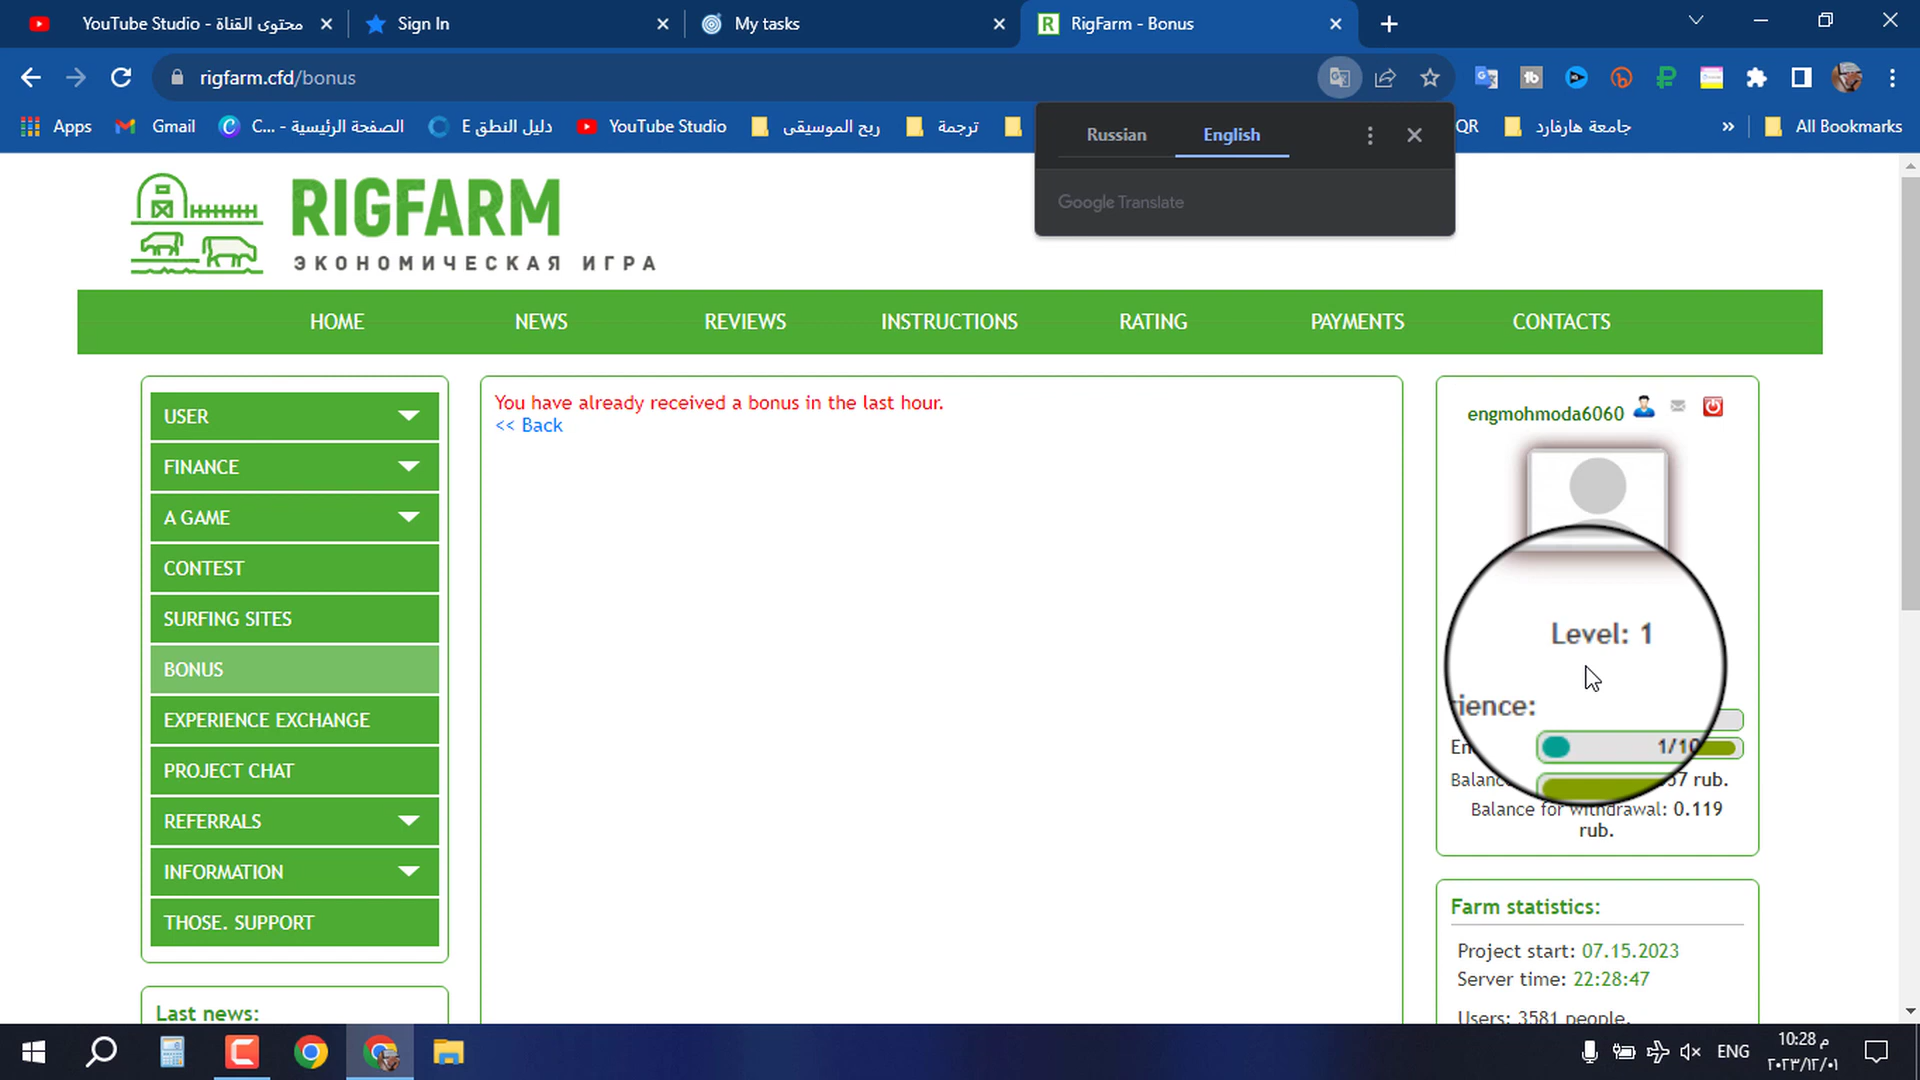 YouTube Studio - محتوى القناة
Sign In
My tasks
RigFarm - Bonus
rigfarm.cfd/bonus
Apps
Gmail
C... - الصفحة الرئيسية
دليل النطق E
YouTube Studio
ربح الموسيقى
ترجمة
QR
جامعة هارفارد
»
All Bookmarks
Russian
English
Google Translate
RIGFARM
ЭКОНОМИЧЕСКАЯ ИГРА
HOME
NEWS
REVIEWS
INSTRUCTIONS
RATING
PAYMENTS
CONTACTS
USER
FINANCE
A GAME
CONTEST
SURFING SITES
BONUS
EXPERIENCE EXCHANGE
PROJECT CHAT
REFERRALS
INFORMATION
THOSE. SUPPORT
Last news:
You have already received a bonus in the last hour.
<< Back
engmohmoda6060
Level: 1
rience:
1/10
rub.
Balance for withdrawal: 0.119
rub.
Farm statistics:
Project start: 07.15.2023
Server time: 22:28:47
Users: 3581 people.
ENG
10:28 م
٢٠٢٣/١٢/٠١